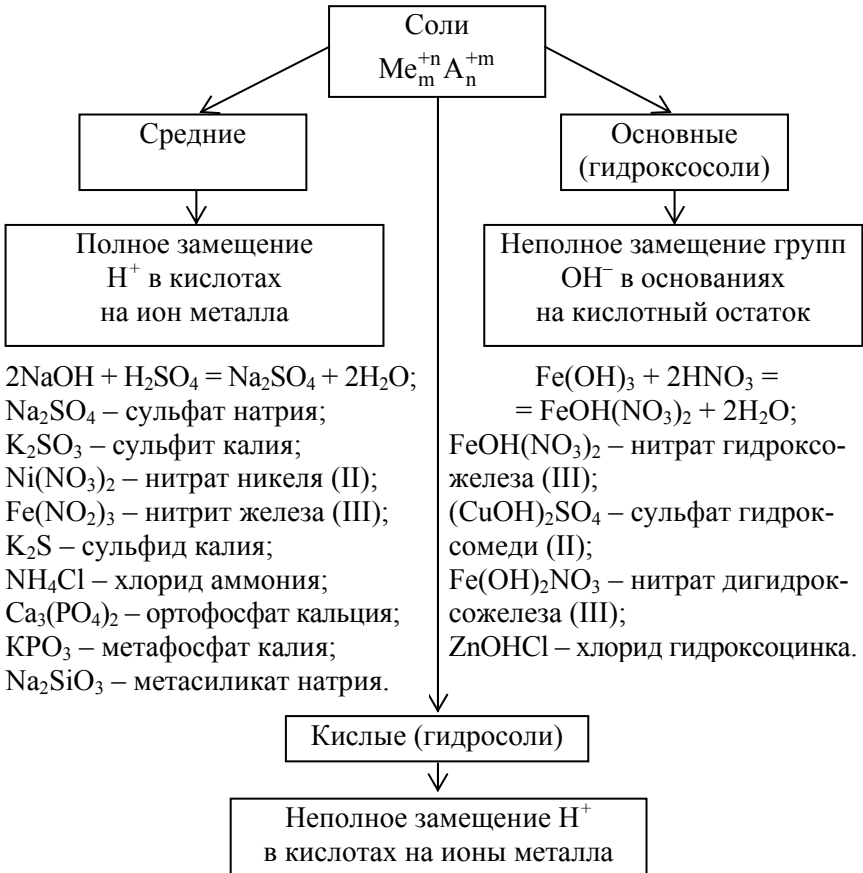 Соли
Me_m^{+n} A_n^{+m}
Средние
Полное замещение
H⁺ в кислотах
на ион металла
2NaOH + H₂SO₄ = Na₂SO₄ + 2H₂O;
Na₂SO₄ – сульфат натрия;
K₂SO₃ – сульфит калия;
Ni(NO₃)₂ – нитрат никеля (II);
Fe(NO₂)₃ – нитрит железа (III);
K₂S – сульфид калия;
NH₄Cl – хлорид аммония;
Ca₃(PO₄)₂ – ортофосфат кальция;
КPO₃ – метафосфат калия;
Na₂SiO₃ – метасиликат натрия.
Основные
(гидроксосоли)
Неполное замещение групп
OH⁻ в основаниях
на кислотный остаток
Fe(OH)₃ + 2HNO₃ =
= FeOH(NO₃)₂ + 2H₂O;
FeOH(NO₃)₂ – нитрат гидроксо-
железа (III);
(CuOH)₂SO₄ – сульфат гидрок-
сомеди (II);
Fe(OH)₂NO₃ – нитрат дигидрок-
сожелеза (III);
ZnOHCl – хлорид гидроксоцинка.
Кислые (гидросоли)
Неполное замещение H⁺
в кислотах на ионы металла